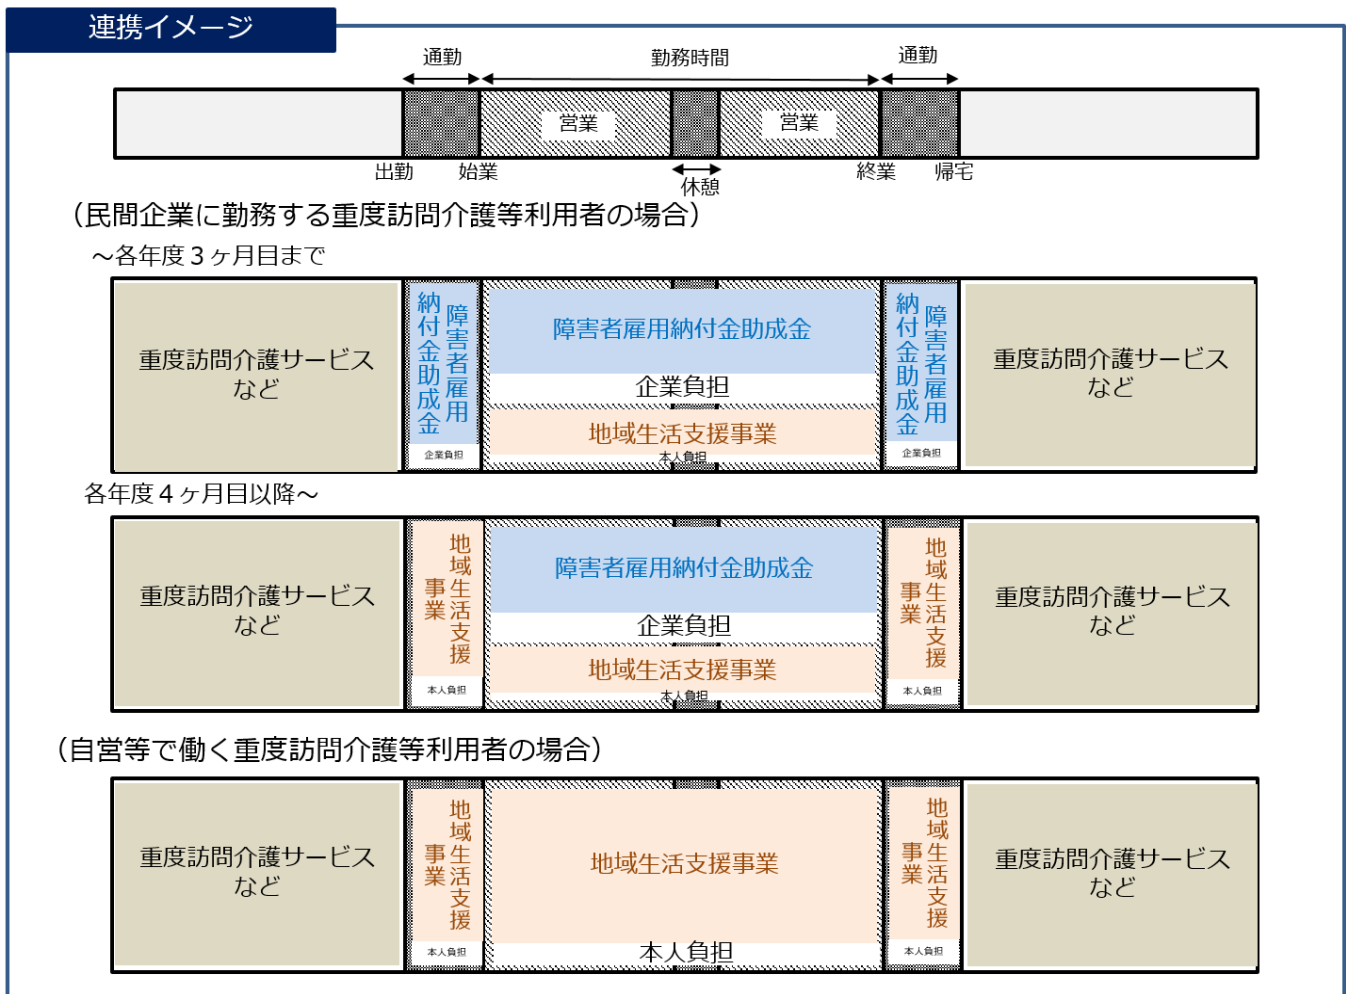 連携イメージ
通勤
勤務時間
通勤
営業
営業
出勤
始業
休憩
終業
帰宅
（民間企業に勤務する重度訪問介護等利用者の場合）
～各年度３ヶ月目まで
重度訪問介護サービス
など
障害者雇用
納付金助成金
企業負担
障害者雇用納付金助成金
企業負担
地域生活支援事業
本人負担
障害者雇用
納付金助成金
企業負担
重度訪問介護サービス
など
各年度４ヶ月目以降～
重度訪問介護サービス
など
地域生活支援
事業
本人負担
障害者雇用納付金助成金
企業負担
地域生活支援事業
本人負担
地域生活支援
事業
本人負担
重度訪問介護サービス
など
（自営等で働く重度訪問介護等利用者の場合）
重度訪問介護サービス
など
地域生活支援
事業
本人負担
地域生活支援事業
本人負担
地域生活支援
事業
本人負担
重度訪問介護サービス
など